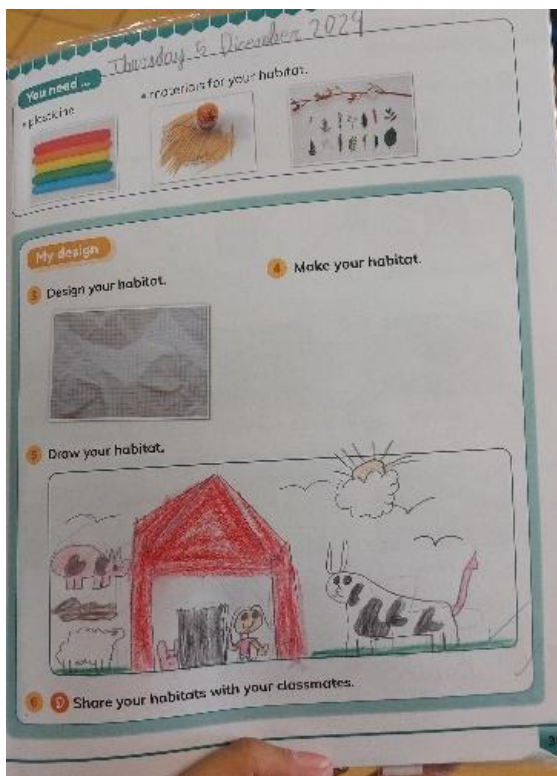 Thursday 5 Dicember 2024
You need ...
• plasticine
• materials for your habitat.
My design
3 Design your habitat.
4 Make your habitat.
5 Draw your habitat.
6 Share your habitats with your classmates.